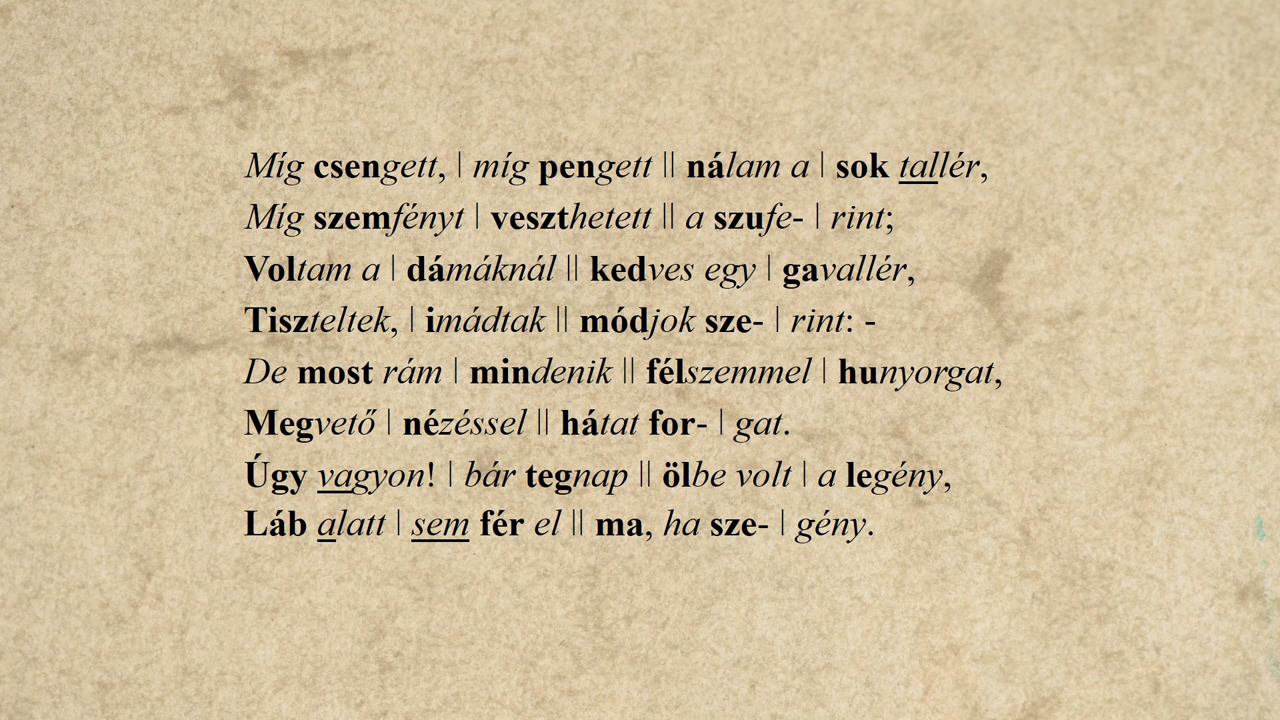 Míg csengett, | míg pengett || nálam a | sok tallér,
Míg szemfényt | veszthetett || a szufe- | rint;
Voltam a | dámáknál || kedves egy | gavallér,
Tiszteltek, | imádtak || módjok sze- | rint: -
De most rám | mindenik || félszemmel | hunyorgat,
Megvető | nézéssel || hátat for- | gat.
Úgy vagyon! | bár tegnap || ölbe volt | a legény,
Láb alatt | sem fér el || ma, ha sze- | gény.